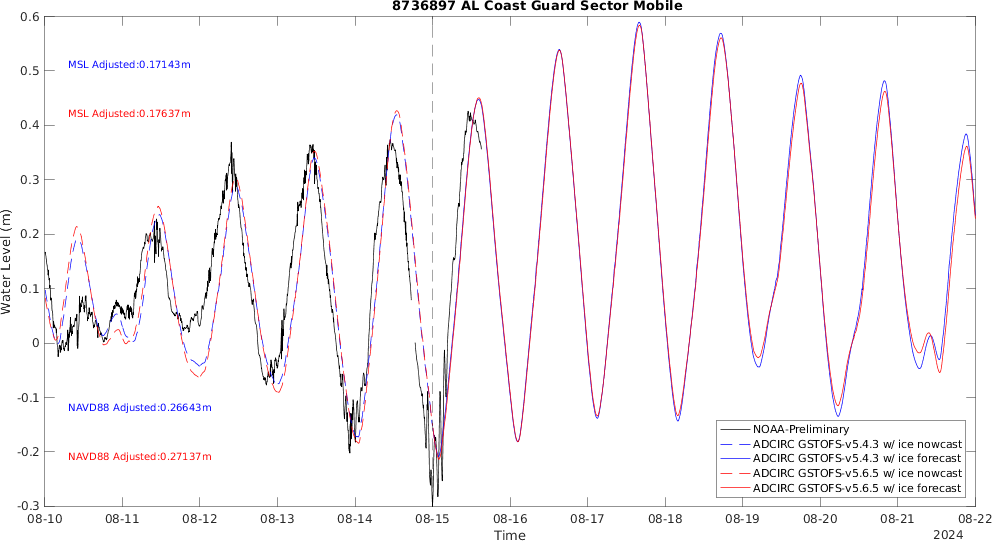 8736897 AL Coast Guard Sector Mobile
0.6
0.5
0.4
0.3
0.2
0.1
0
-0.1
-0.2
-0.3
Water Level (m)
MSL Adjusted:0.17143m
MSL Adjusted:0.17637m
NAVD88 Adjusted:0.26643m
NAVD88 Adjusted:0.27137m
NOAA-Preliminary
ADCIRC GSTOFS-v5.4.3 w/ ice nowcast
ADCIRC GSTOFS-v5.4.3 w/ ice forecast
ADCIRC GSTOFS-v5.6.5 w/ ice nowcast
ADCIRC GSTOFS-v5.6.5 w/ ice forecast
08-10 08-11 08-12 08-13 08-14 08-15 08-16 08-17 08-18 08-19 08-20 08-21 08-22
Time
2024